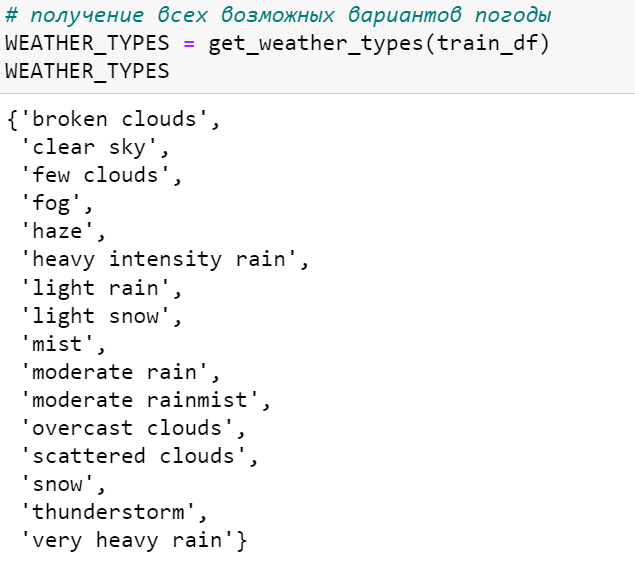 # получение всех возможных вариантов погоды
WEATHER_TYPES = get_weather_types(train_df)
WEATHER_TYPES
{'broken clouds',
 'clear sky',
 'few clouds',
 'fog',
 'haze',
 'heavy intensity rain',
 'light rain',
 'light snow',
 'mist',
 'moderate rain',
 'moderate rainmist',
 'overcast clouds',
 'scattered clouds',
 'snow',
 'thunderstorm',
 'very heavy rain'}